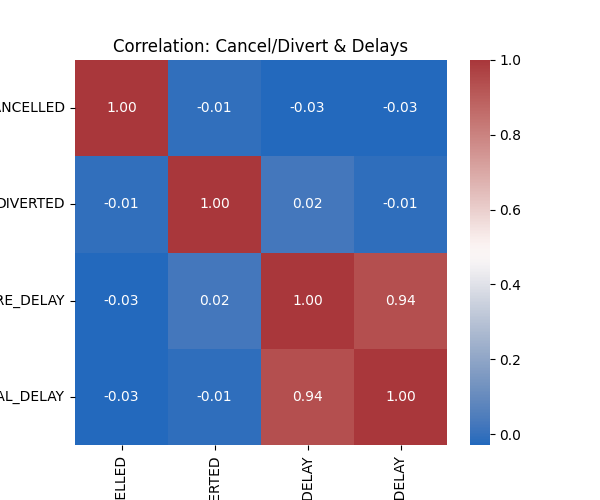 Correlation: Cancel/Divert & Delays
ANCELLED 1.00 -0.01 -0.03 -0.03
DIVERTED -0.01 1.00 0.02 -0.01
RE_DELAY -0.03 0.02 1.00 0.94
AL_DELAY -0.03 -0.01 0.94 1.00
ELLED
ERTED
DELAY
DELAY
1.0
0.8
0.6
0.4
0.2
0.0